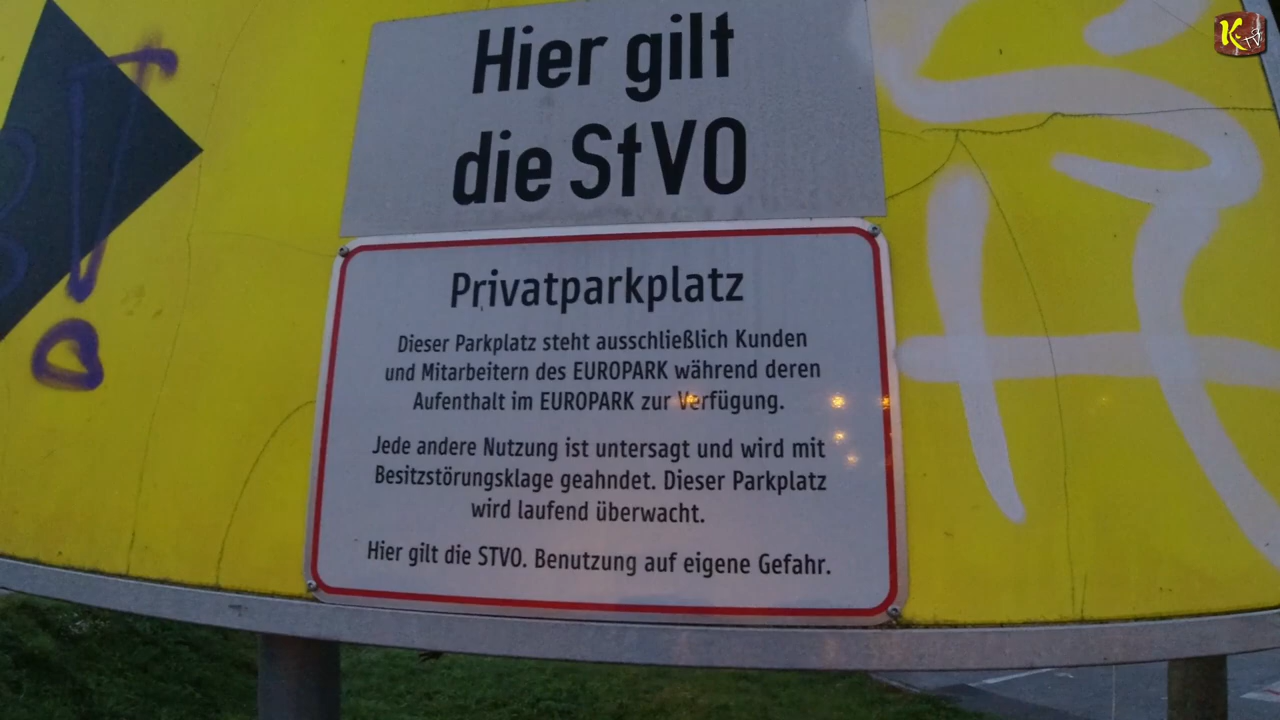 Hier gilt
die StVO
Privatparkplatz
Dieser Parkplatz steht ausschließlich Kunden
und Mitarbeitern des EUROPARK während deren
Aufenthalt im EUROPARK zur Verfügung.
Jede andere Nutzung ist untersagt und wird mit
Besitzstörungsklage geahndet. Dieser Parkplatz
wird laufend überwacht.
Hier gilt die STVO. Benutzung auf eigene Gefahr.
K-TV